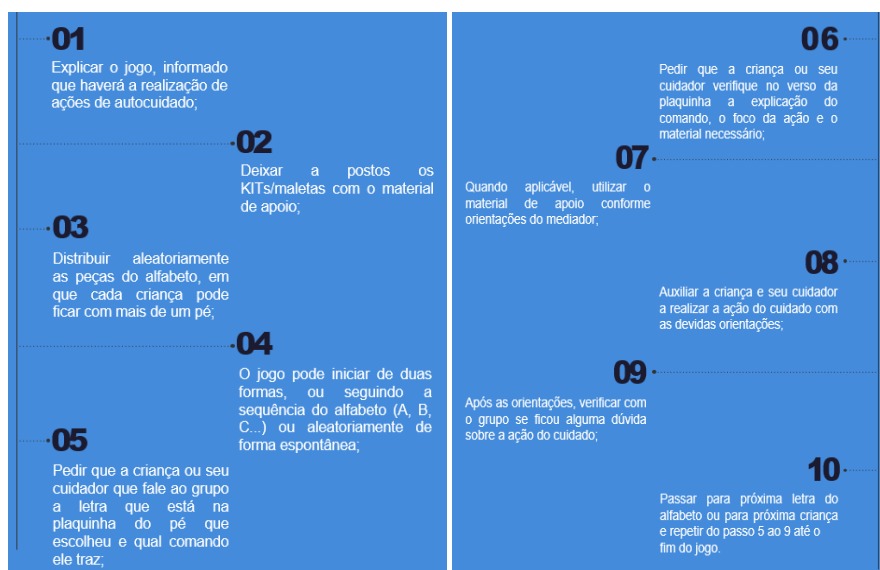 01
Explicar o jogo, informado
que haverá a realização de
ações de autocuidado;
02
Deixar a postos os
KITs/maletas com o material
de apoio;
03
Distribuir aleatoriamente
as peças do alfabeto, em
que cada criança pode
ficar com mais de um pé;
04
O jogo pode iniciar de duas
formas, ou seguindo a
sequência do alfabeto (A, B,
C...) ou aleatoriamente de
forma espontânea;
05
Pedir que a criança ou seu
cuidador que fale ao grupo
a letra que está na
plaquinha do pé que
escolheu e qual comando
ele traz;
06
Pedir que a criança ou seu
cuidador verifique no verso da
plaquinha a explicação do
comando, o foco da ação e o
material necessário;
07
Quando aplicável, utilizar o
material de apoio conforme
orientações do mediador;
08
Auxiliar a criança e seu cuidador
a realizar a ação do cuidado com
as devidas orientações;
09
Após as orientações, verificar com
o grupo se ficou alguma dúvida
sobre a ação do cuidado;
10
Passar para próxima letra do
alfabeto ou para próxima criança
e repetir do passo 5 ao 9 até o
fim do jogo.